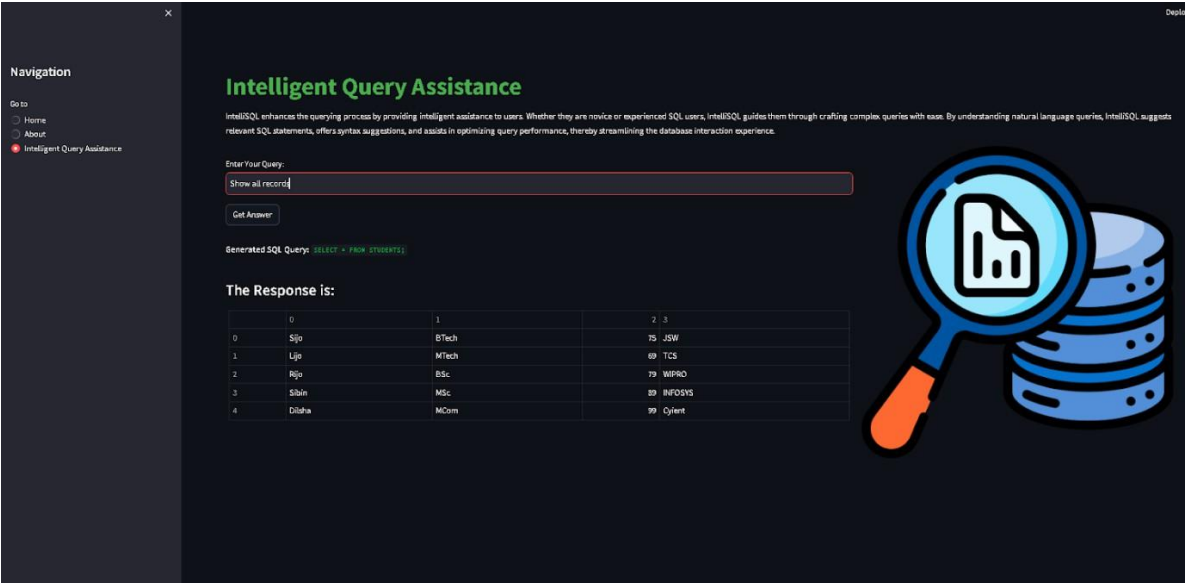 Deplo
Navigation
Go to
Home
About
Intelligent Query Assistance
Intelligent Query Assistance
IntelliSQL enhances the querying process by providing intelligent assistance to users. Whether they are novice or experienced SQL users, IntelliSQL guides them through crafting complex queries with ease. By understanding natural language queries, IntelliSQL suggests
relevant SQL statements, offers syntax suggestions, and assists in optimizing query performance, thereby streamlining the database interaction experience.
Enter Your Query:
Show all records
Get Answer
Generated SQL Query: SELECT * FROM STUDENTS;
The Response is:
0 1 2 3
0 Sijo BTech 75 JSW
1 Lijo MTech 69 TCS
2 Rijo BSc 79 WIPRO
3 Sibin MSc 89 INFOSYS
4 Dilsha MCom 99 Cyient